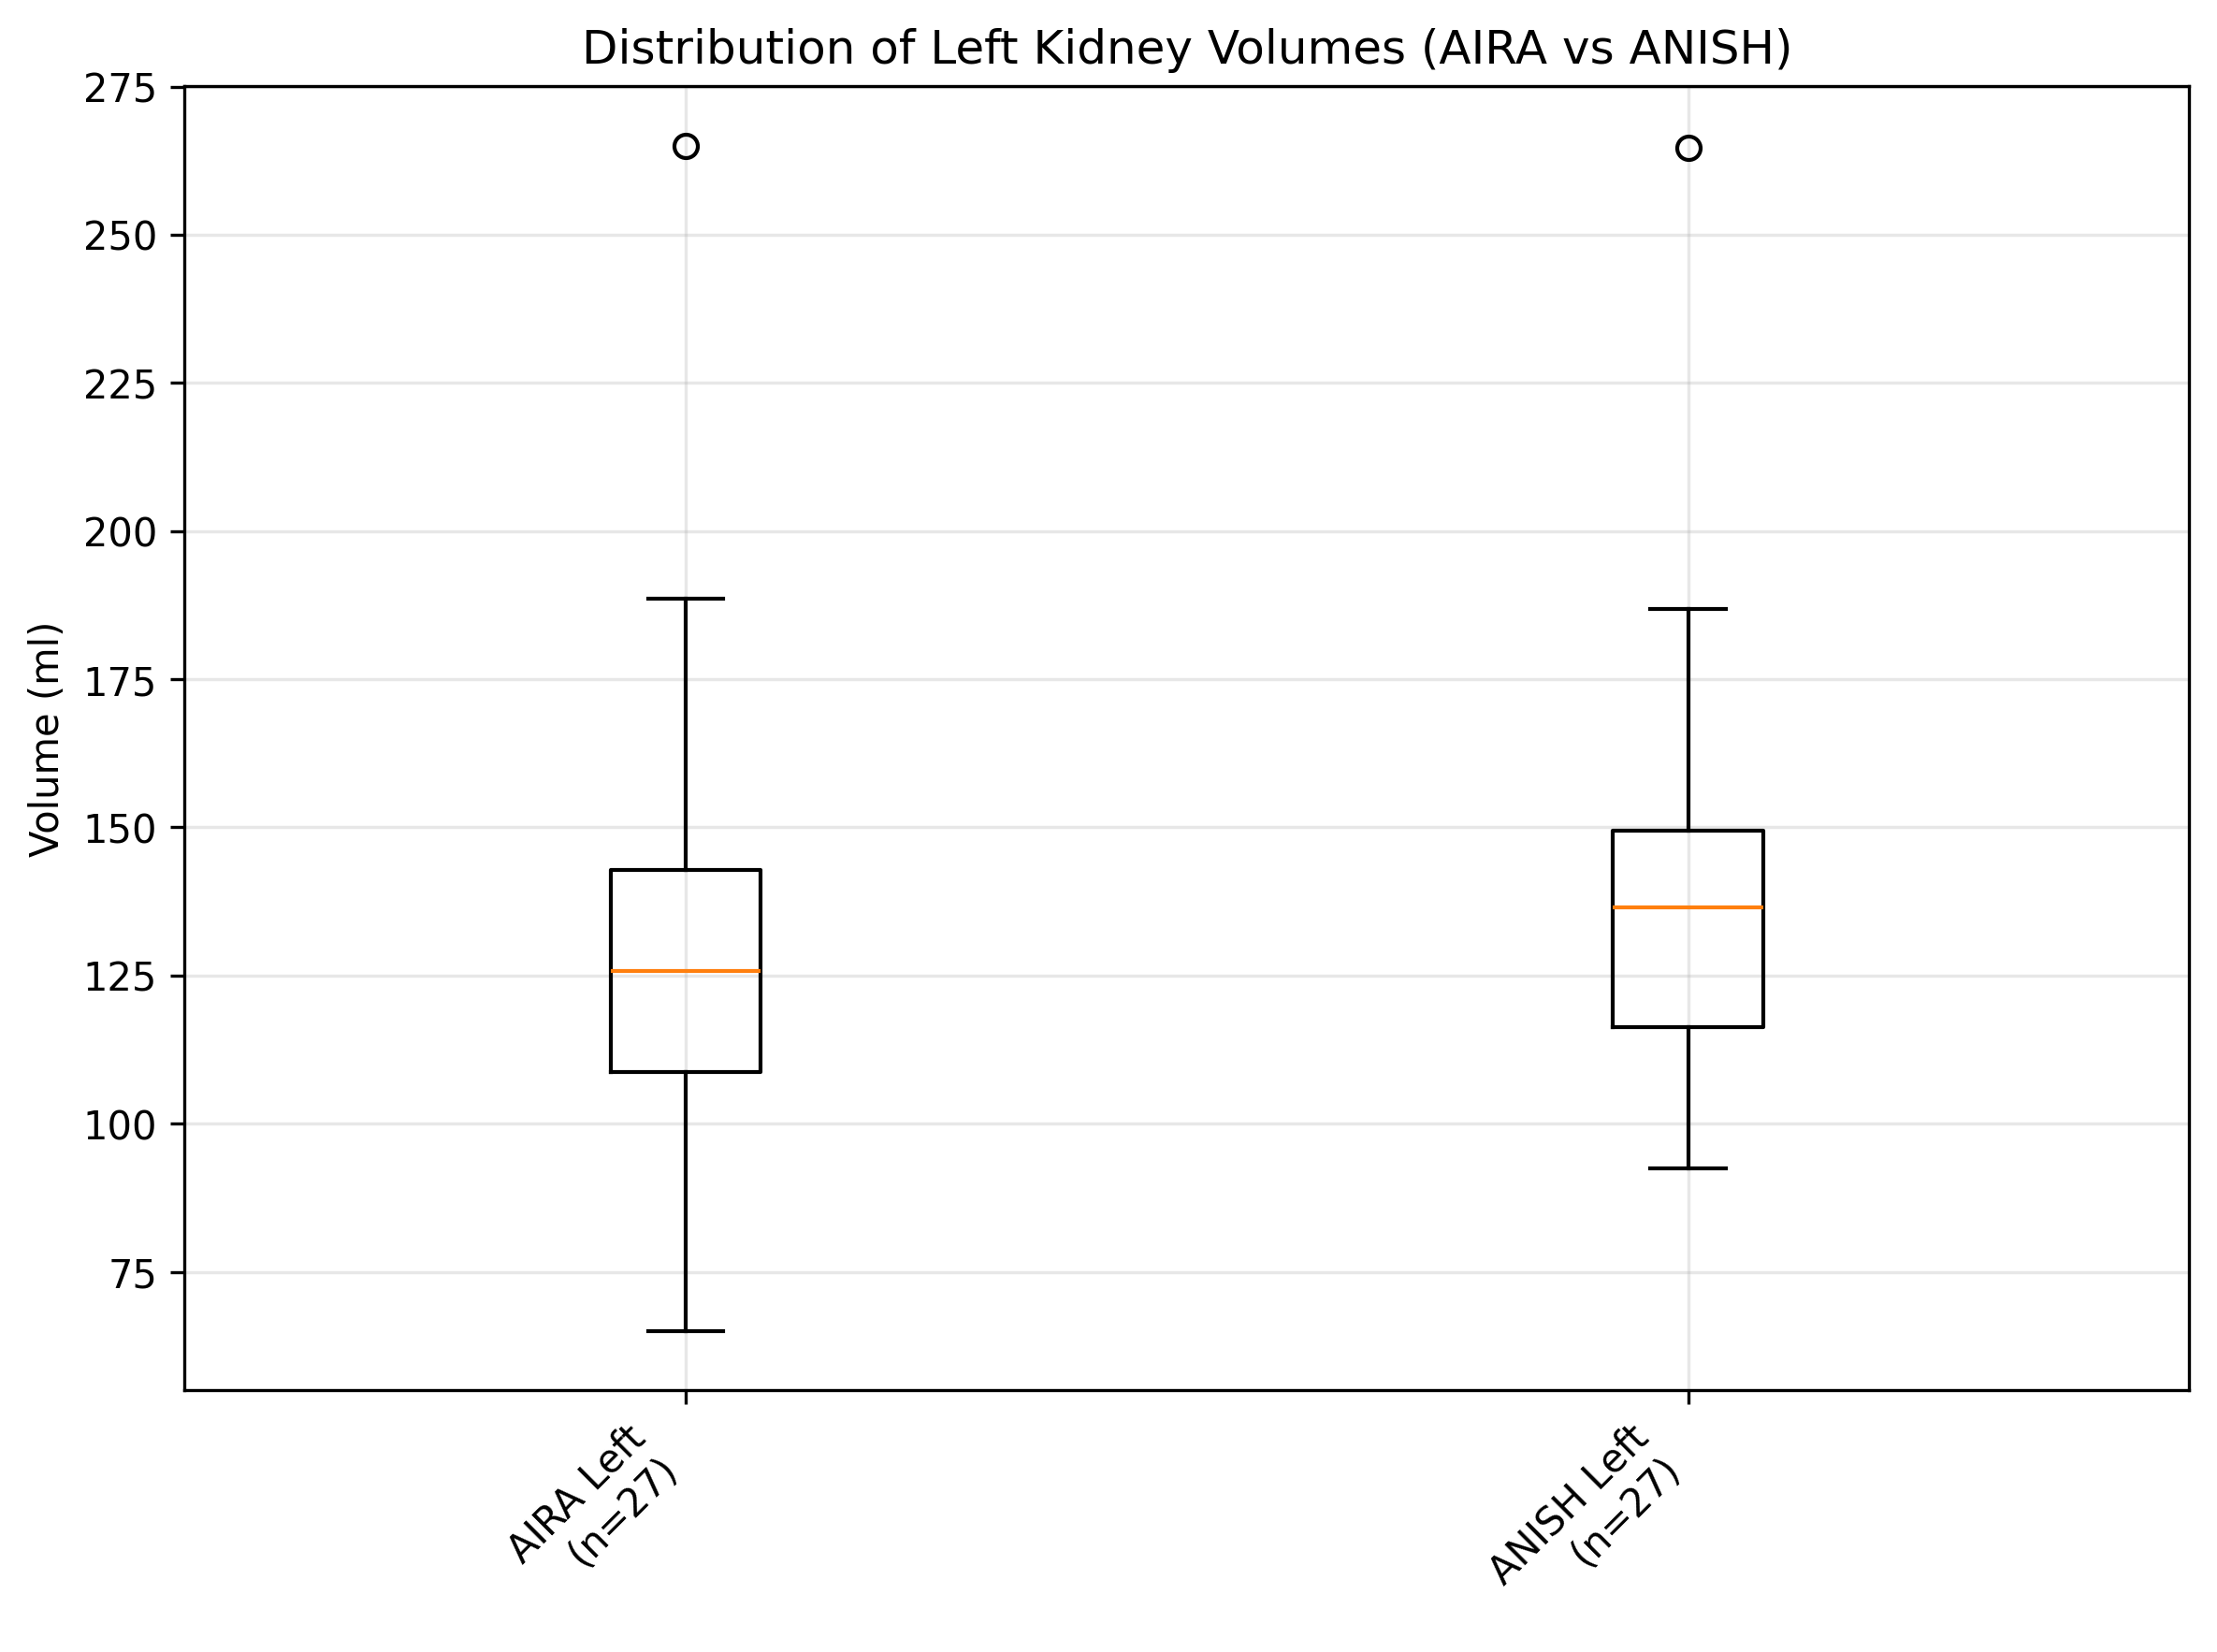 Distribution of Left Kidney Volumes (AIRA vs ANISH)
Volume (ml)
275
250
225
200
175
150
125
100
75
AIRA Left
(n=27)
ANISH Left
(n=27)